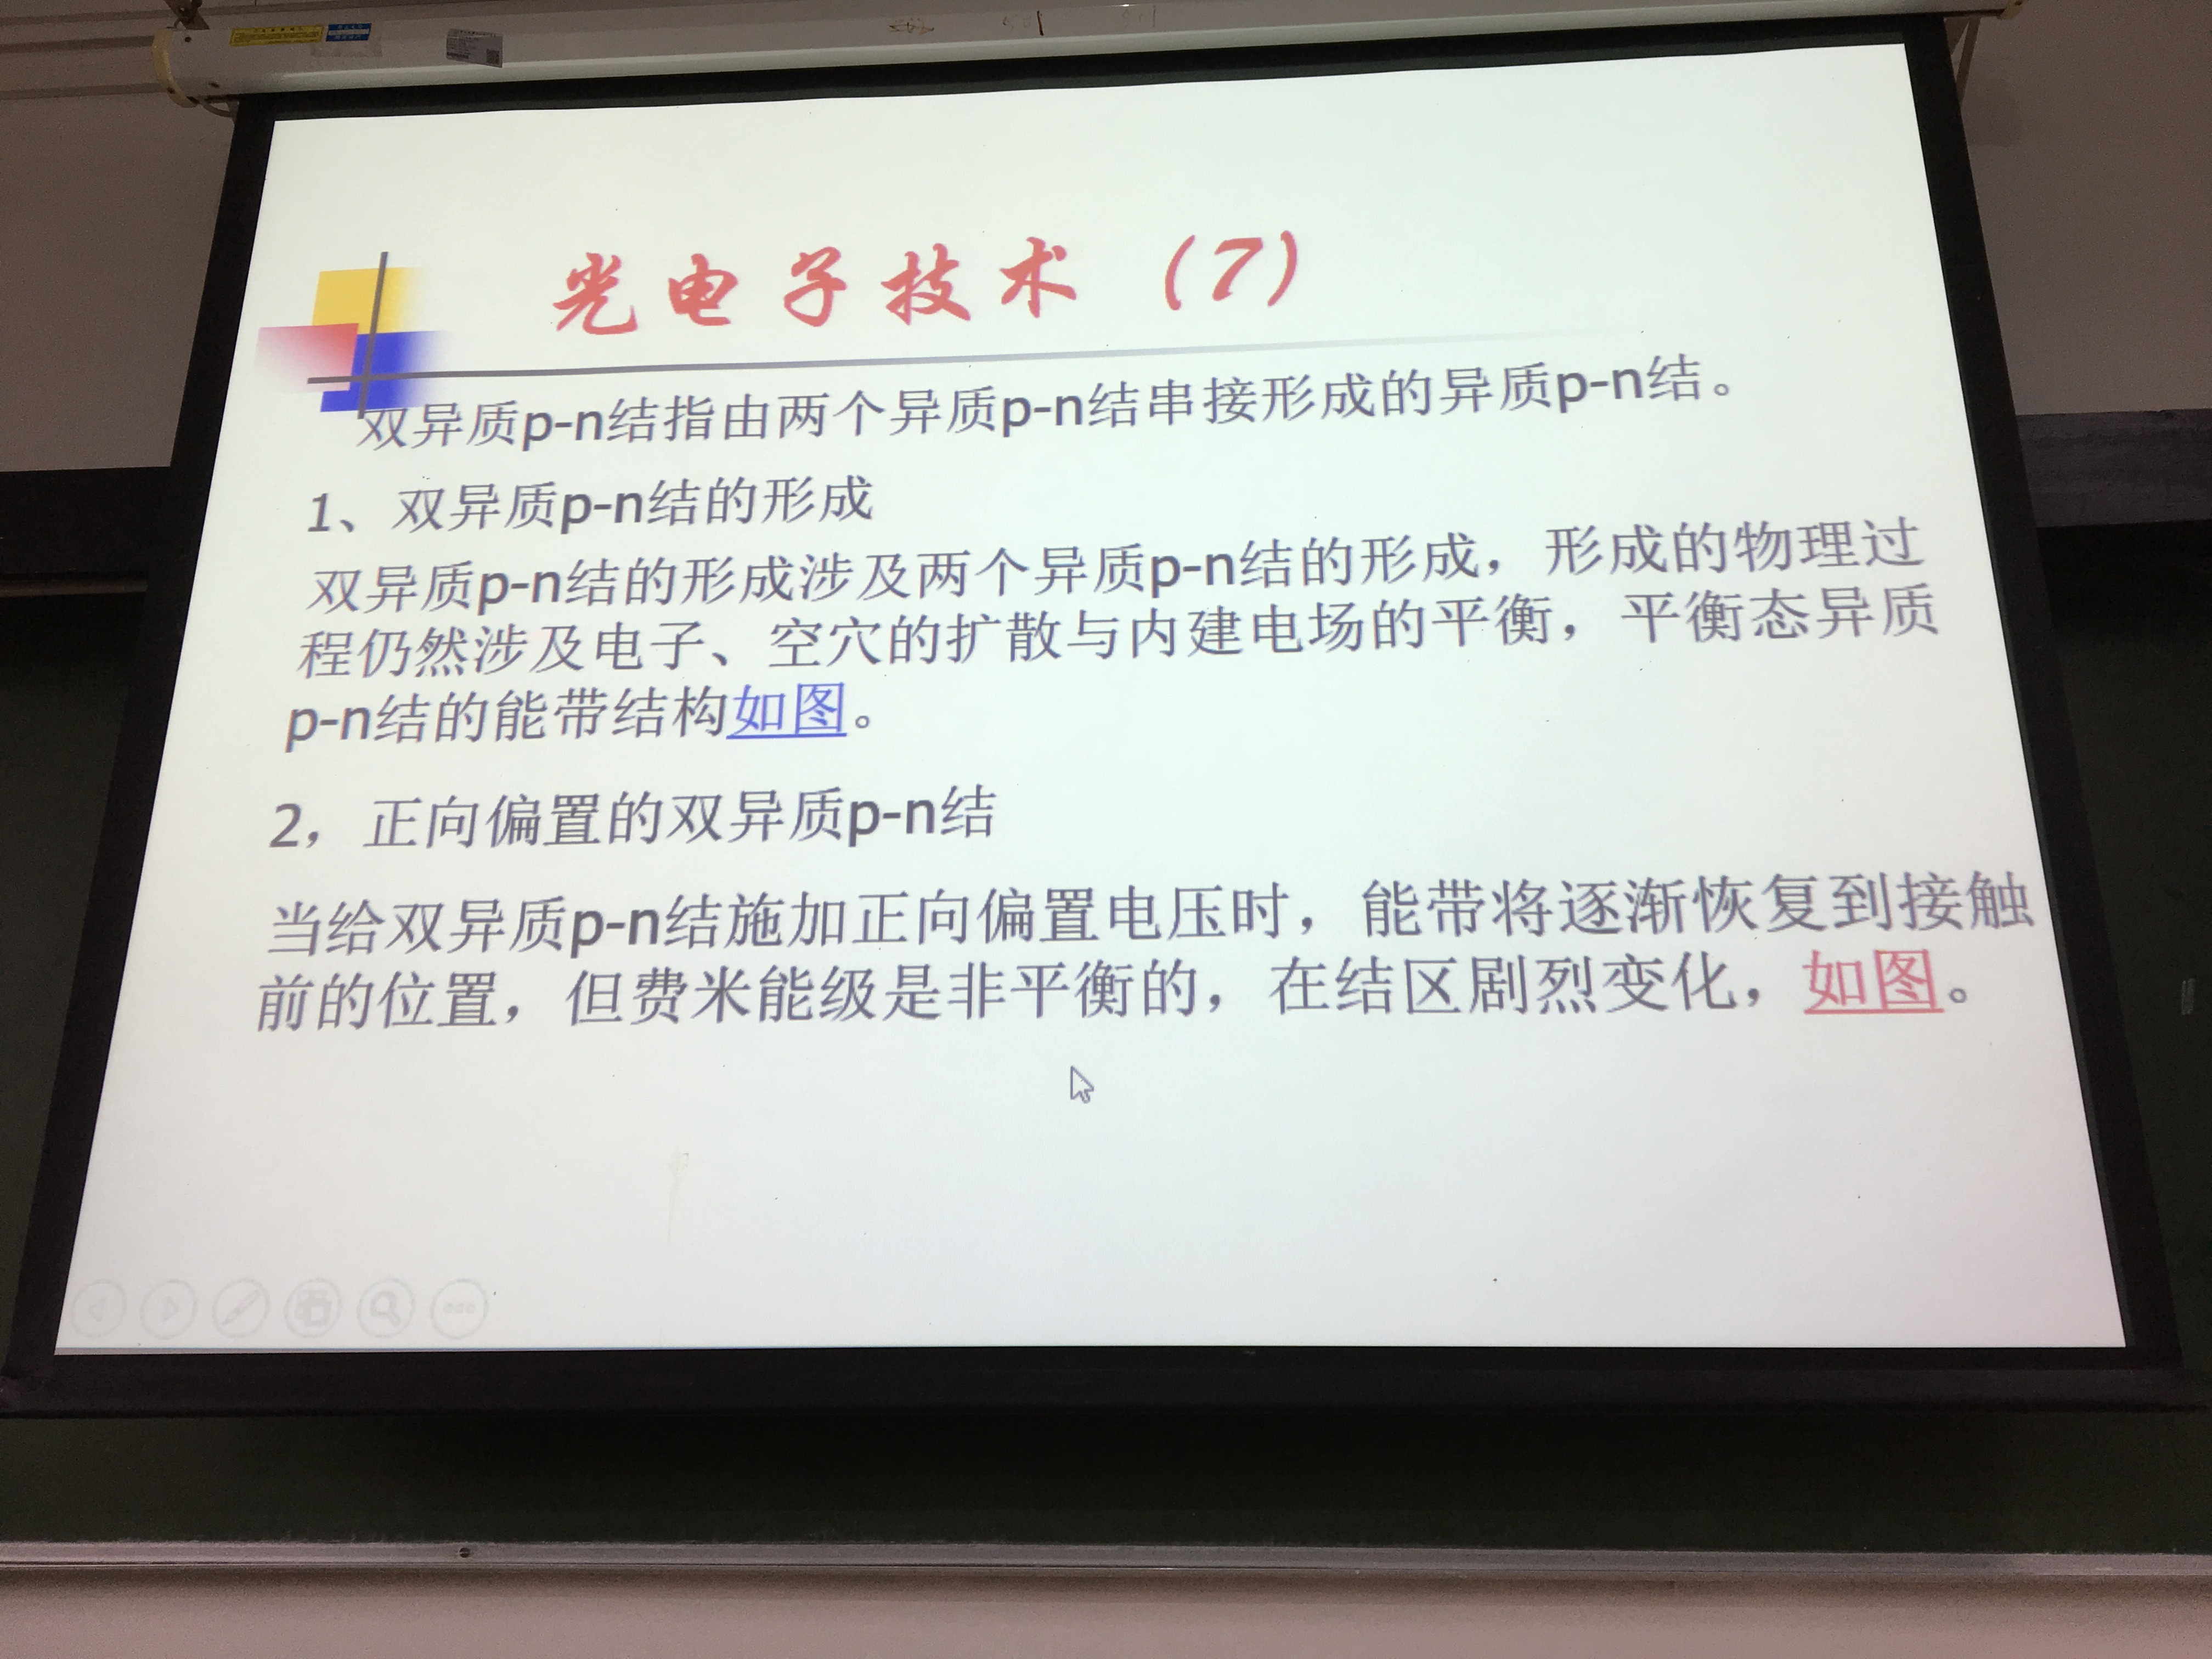 光电子技术（7）
双异质p-n结指由两个异质p-n结串接形成的异质p-n结。
1、双异质p-n结的形成
双异质p-n结的形成涉及两个异质p-n结的形成，形成的物理过
程仍然涉及电子、空穴的扩散与内建电场的平衡，平衡态异质
p-n结的能带结构如图。
2，正向偏置的双异质p-n结
当给双异质p-n结施加正向偏置电压时，能带将逐渐恢复到接触
前的位置，但费米能级是非平衡的，在结区剧烈变化，如图。